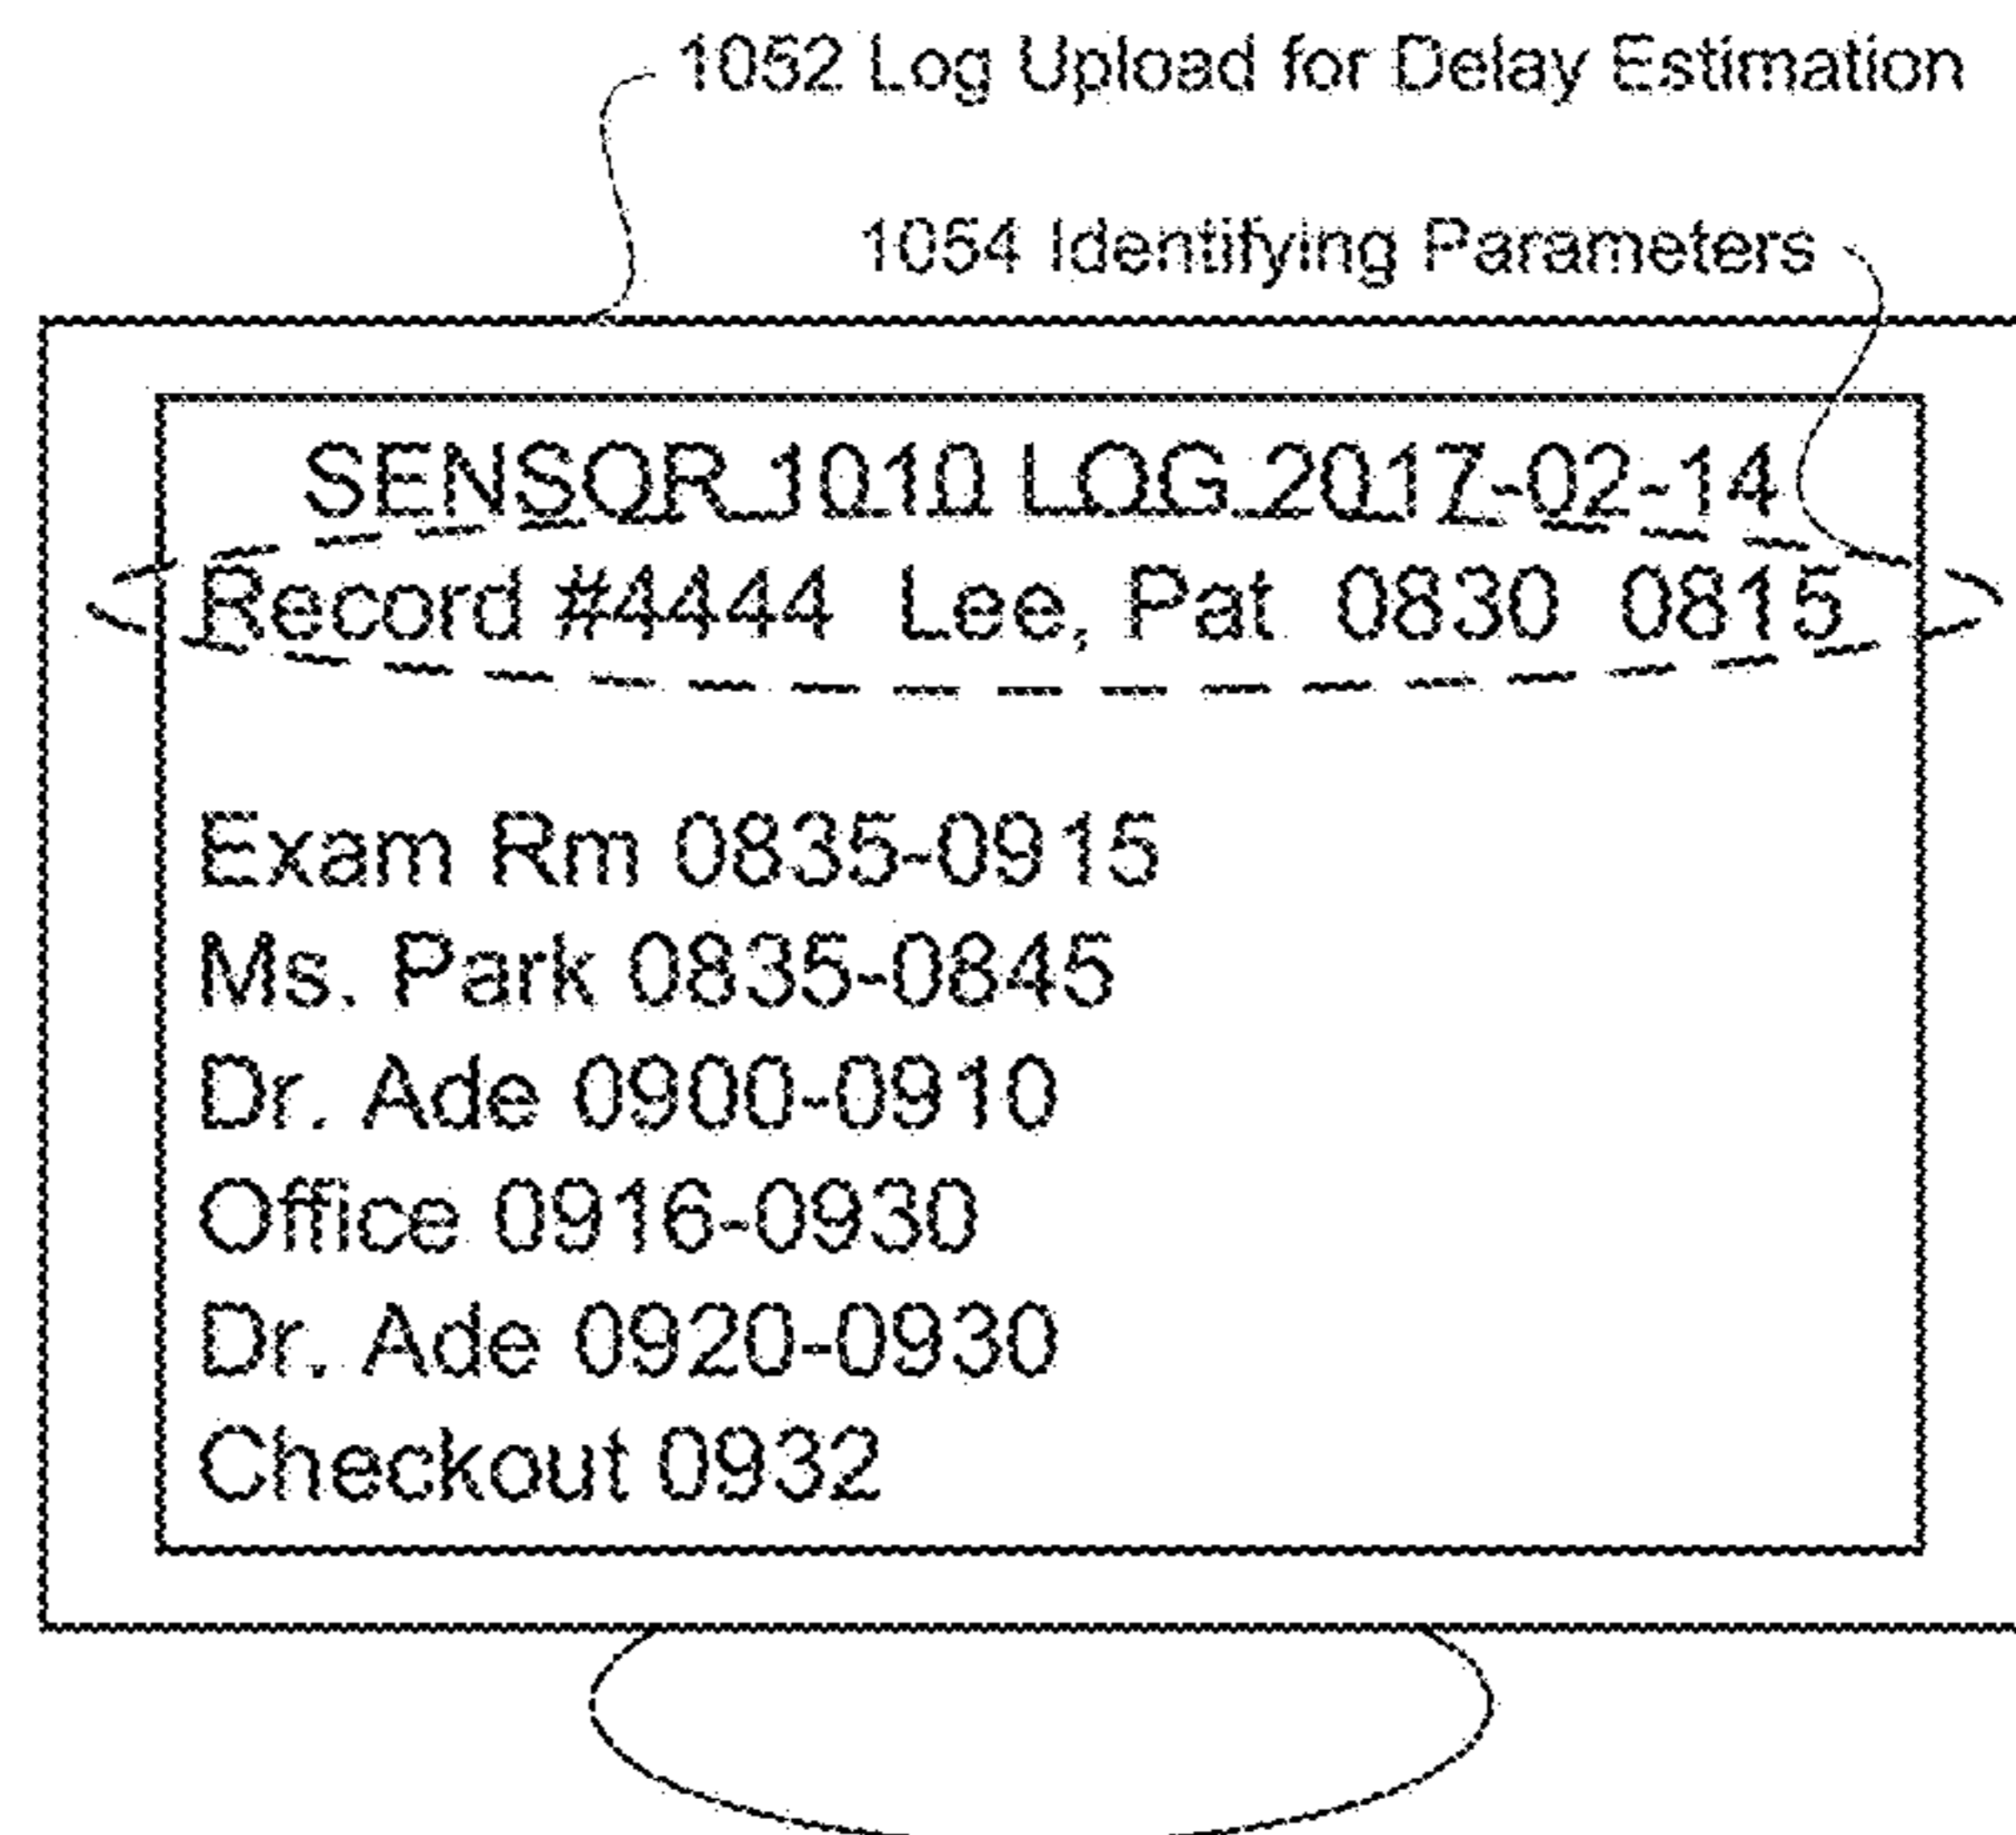 1052 Log Upload for Delay Estimation
1054 Identifying Parameters
SENSOR 1010 LOG 2017-02-14
Record #4444 Lee, Pat 0830 0815
Exam Rm 0835-0915
Ms. Park 0835-0845
Dr. Ade 0900-0910
Office 0916-0930
Dr. Ade 0920-0930
Checkout 0932